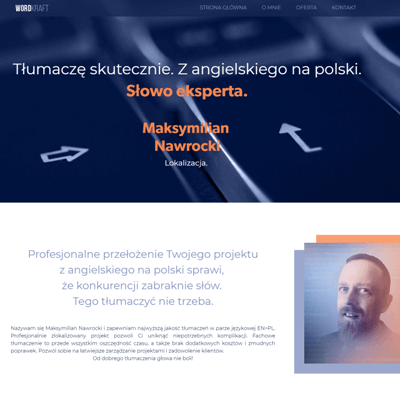 WORDKRAFT
STRONA GŁÓWNA O MNIE OFERTA KONTAKT
Tłumaczę skutecznie. Z angielskiego na polski.
Słowo eksperta.
Maksymilian
Nawrocki
Lokalizacja.
Profesjonalne przełożenie Twojego projektu
z angielskiego na polski sprawi,
że konkurencji zabraknie słów.
Tego tłumaczyć nie trzeba.
Nazywam się Maksymilian Nawrocki i zapewniam najwyższą jakość tłumaczeń w parze językowej EN>PL.
Profesjonalnie zlokalizowany projekt pozwoli Ci uniknąć niepotrzebnych komplikacji. Fachowe
tłumaczenie to przede wszystkim oszczędność czasu, a także brak dodatkowych kosztów i żmudnych
poprawek. Pozwól sobie na łatwiejsze zarządzanie projektami i zadowolenie klientów.
Od dobrego tłumaczenia głowa nie boli!